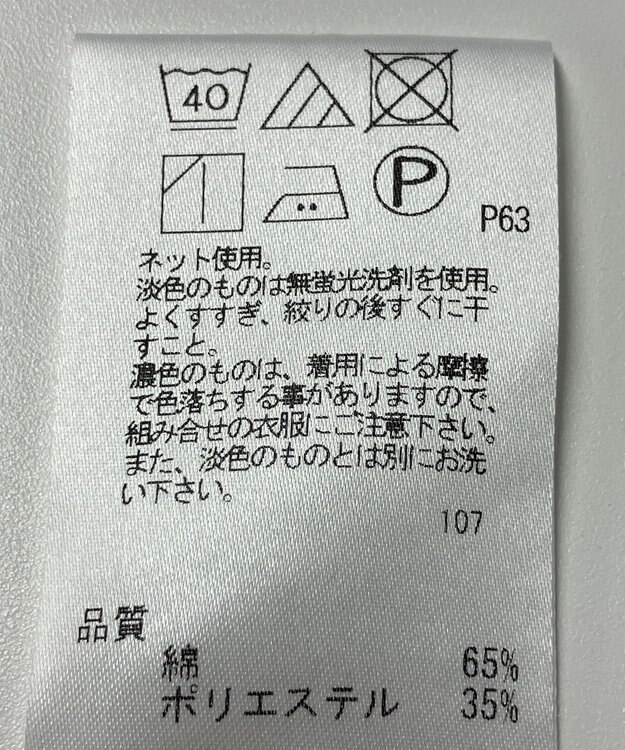 40
P
P63
ネット使用。
淡色のものは無蛍光洗剤を使用。
よくすすぎ、絞りの後すぐに干
すこと。
濃色のものは、着用による摩擦
で色落ちする事がありますので、
組み合せの衣服にご注意下さい。
また、淡色のものとは別にお洗
い下さい。
107
品質
綿 65%
ポリエステル 35%